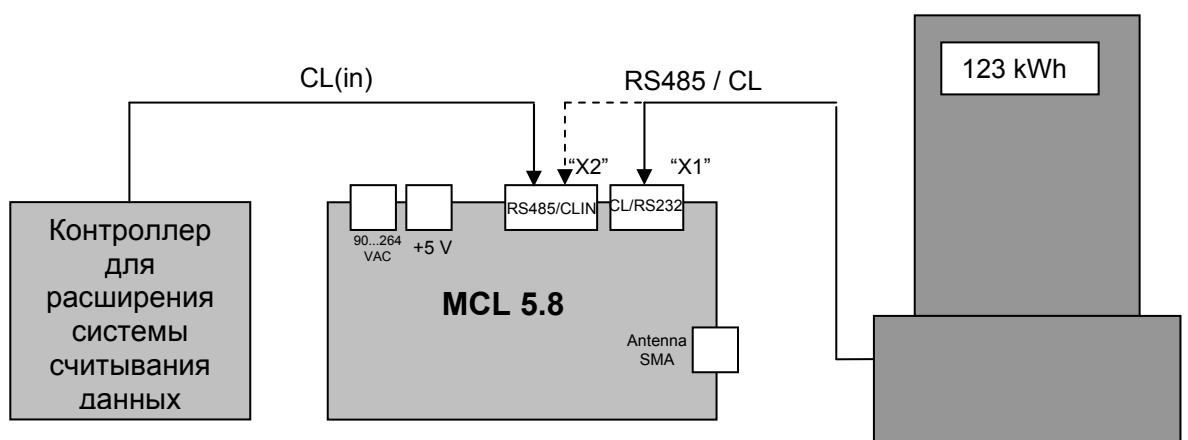 CL(in)
RS485 / CL
123 kWh
“X2”
“X1”
RS485/CLIN
CL/RS232
90...264
VAC
+5 V
MCL 5.8
Antenna
SMA
Контроллер
для
расширения
системы
считывания
данных